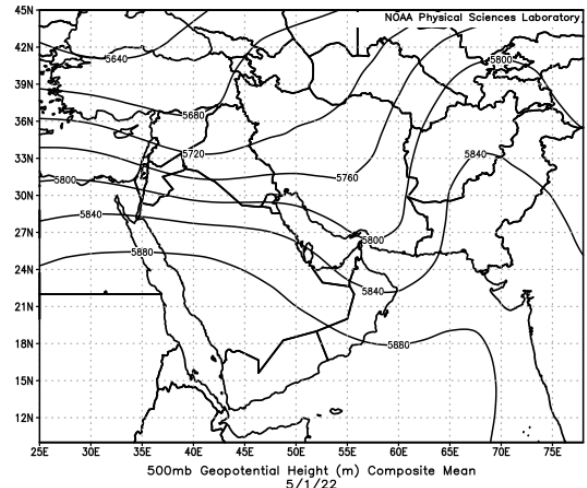 NOAA Physical Sciences Laboratory
45N
42N
39N
36N
33N
30N
27N
24N
21N
18N
15N
12N
5640
5680
5720
5760
5800
5840
5880
5800
5840
5800
5840
5880
25E 30E 35E 40E 45E 50E 55E 60E 65E 70E 75E
500mb Geopotential Height (m) Composite Mean
5/1/22